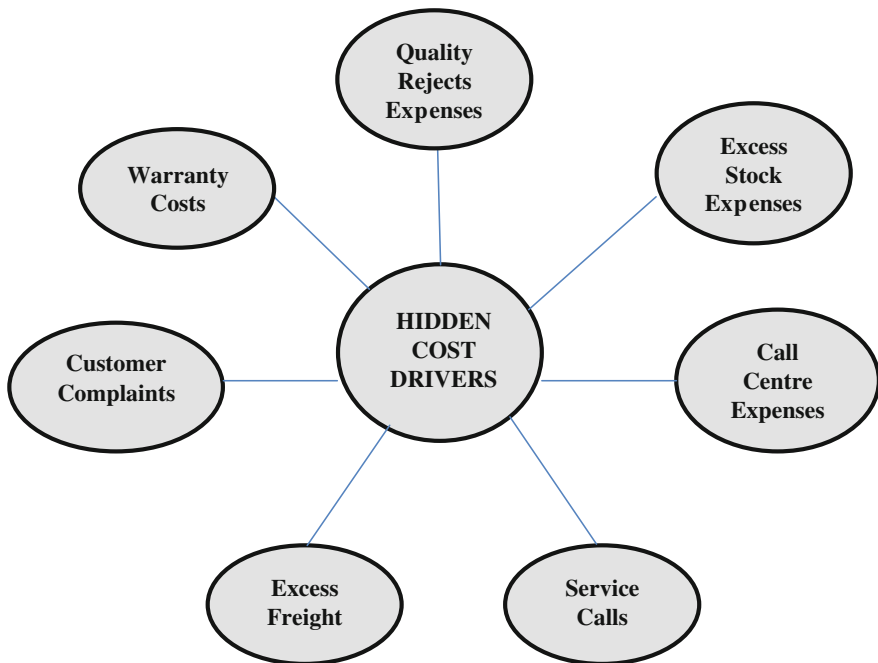 Quality
Rejects
Expenses
Excess
Stock
Expenses
Warranty
Costs
HIDDEN
COST
DRIVERS
Customer
Complaints
Call
Centre
Expenses
Excess
Freight
Service
Calls